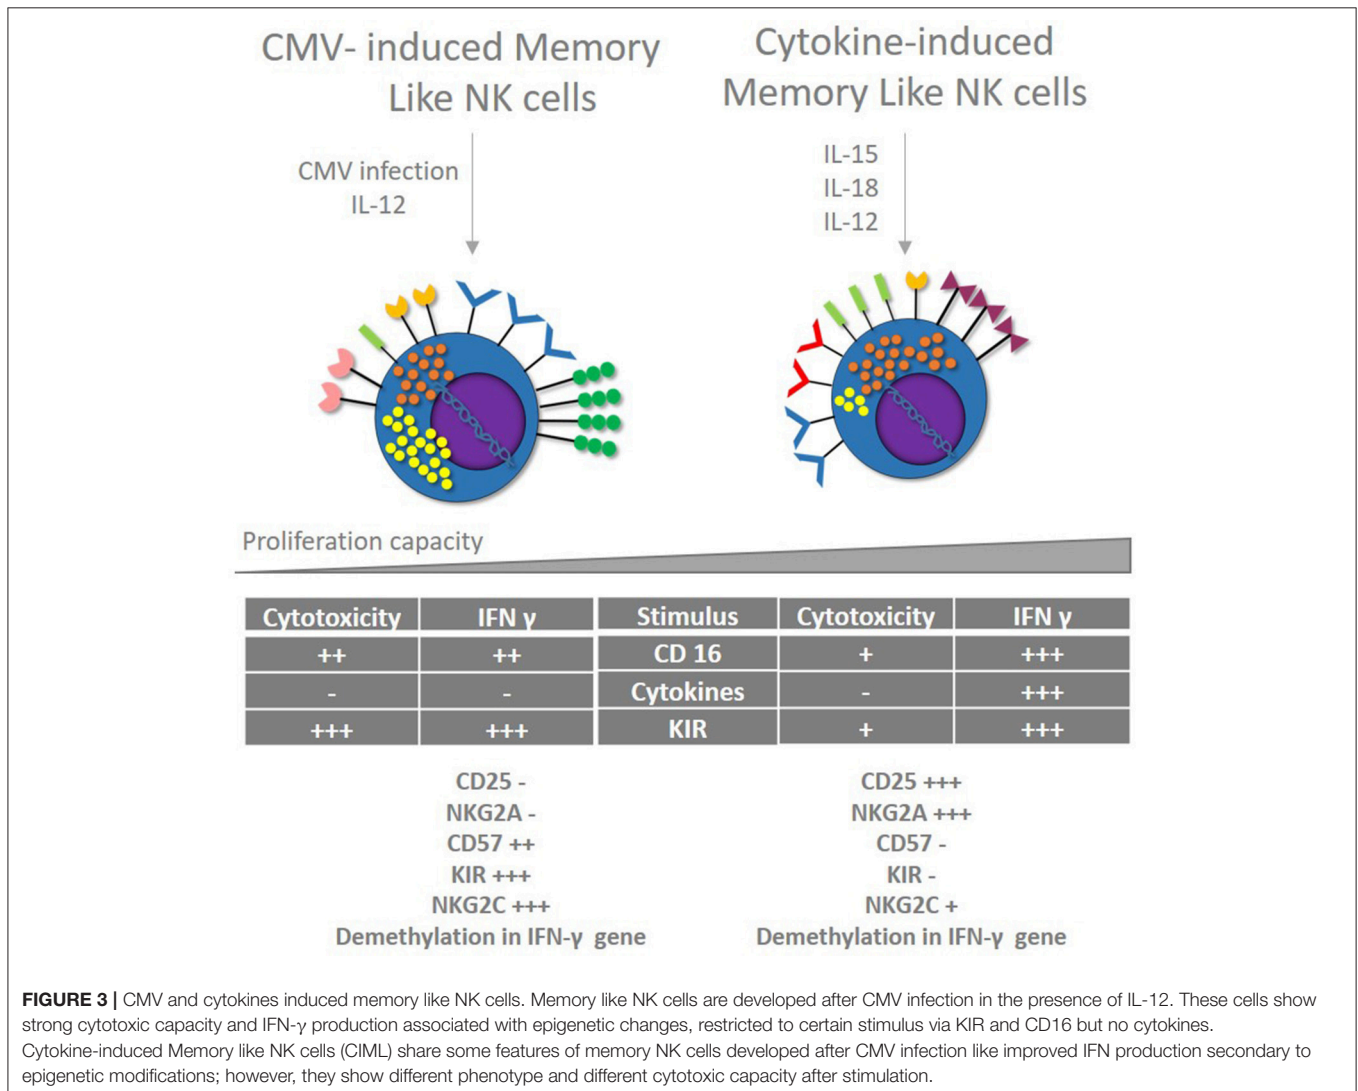 CMV- induced Memory
Like NK cells
Cytokine-induced
Memory Like NK cells
CMV infection
IL-12
IL-15
IL-18
IL-12
Proliferation capacity
Cytotoxicity IFN γ Stimulus Cytotoxicity IFN γ
++ ++ CD 16 + +++
- - Cytokines - +++
+++ +++ KIR + +++
CD25 -
NKG2A -
CD57 ++
KIR +++
NKG2C +++
Demethylation in IFN-γ gene
CD25 +++
NKG2A +++
CD57 -
KIR -
NKG2C +
Demethylation in IFN-γ gene
FIGURE 3 | CMV and cytokines induced memory like NK cells. Memory like NK cells are developed after CMV infection in the presence of IL-12. These cells show
strong cytotoxic capacity and IFN-γ production associated with epigenetic changes, restricted to certain stimulus via KIR and CD16 but no cytokines.
Cytokine-induced Memory like NK cells (CIML) share some features of memory NK cells developed after CMV infection like improved IFN production secondary to
epigenetic modifications; however, they show different phenotype and different cytotoxic capacity after stimulation.